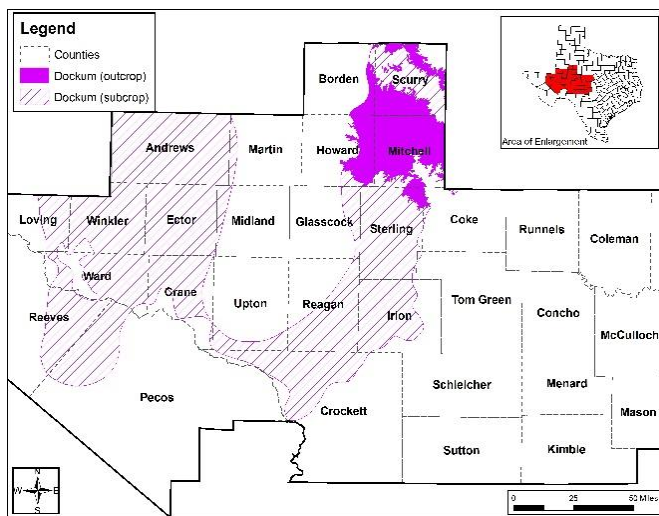 Legend
Counties
Dockum (outcrop)
Dockum (subcrop)
Area of Enlargement
Borden
Scurry
Andrews
Martin
Howard
Mitchell
Loving
Winkler
Ector
Midland
Glasscock
Sterling
Coke
Runnels
Coleman
Ward
Crane
Upton
Reagan
Irion
Tom Green
Concho
McCulloch
Reeves
Pecos
Crockett
Schleicher
Menard
Mason
Sutton
Kimble
N
W
E
S
0
25
50 Miles